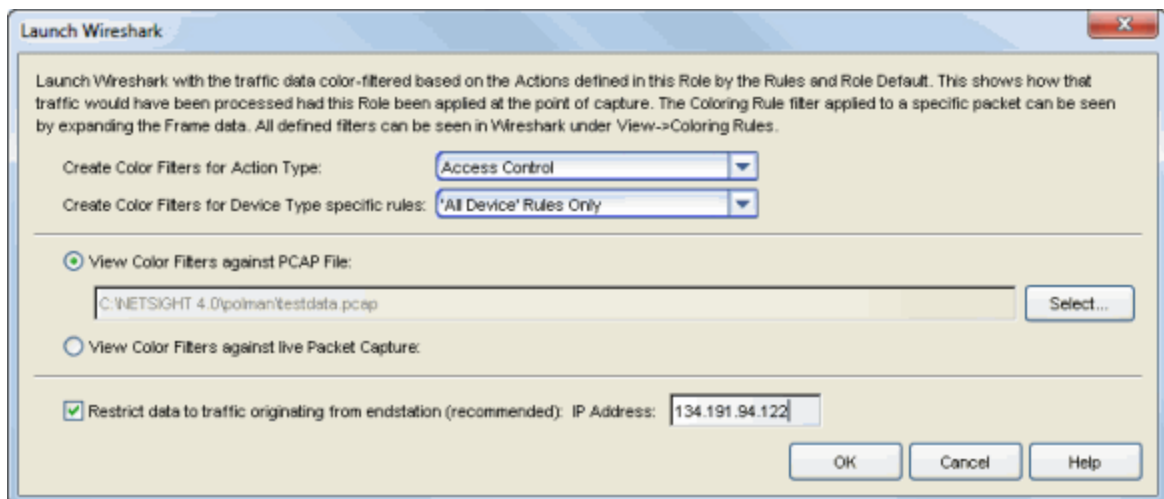 Launch Wireshark
Launch Wireshark with the traffic data color-filtered based on the Actions defined in this Role by the Rules and Role Default. This shows how that
traffic would have been processed had this Role been applied at the point of capture. The Coloring Rule filter applied to a specific packet can be seen
by expanding the Frame data. All defined filters can be seen in Wireshark under View->Coloring Rules.
Create Color Filters for Action Type: Access Control
Create Color Filters for Device Type specific rules: 'All Device' Rules Only
View Color Filters against PCAP File:
C:\NETSIGHT 4.0\polman\testdata.pcap Select...
View Color Filters against live Packet Capture:
Restrict data to traffic originating from endstation (recommended): IP Address: 134.191.94.122
OK Cancel Help